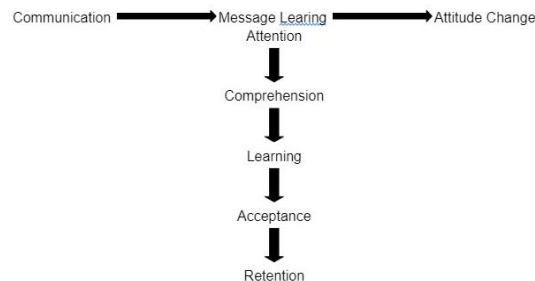 Communication Message Learing Attitude Change
Attention
Comprehension
Learning
Acceptance
Retention